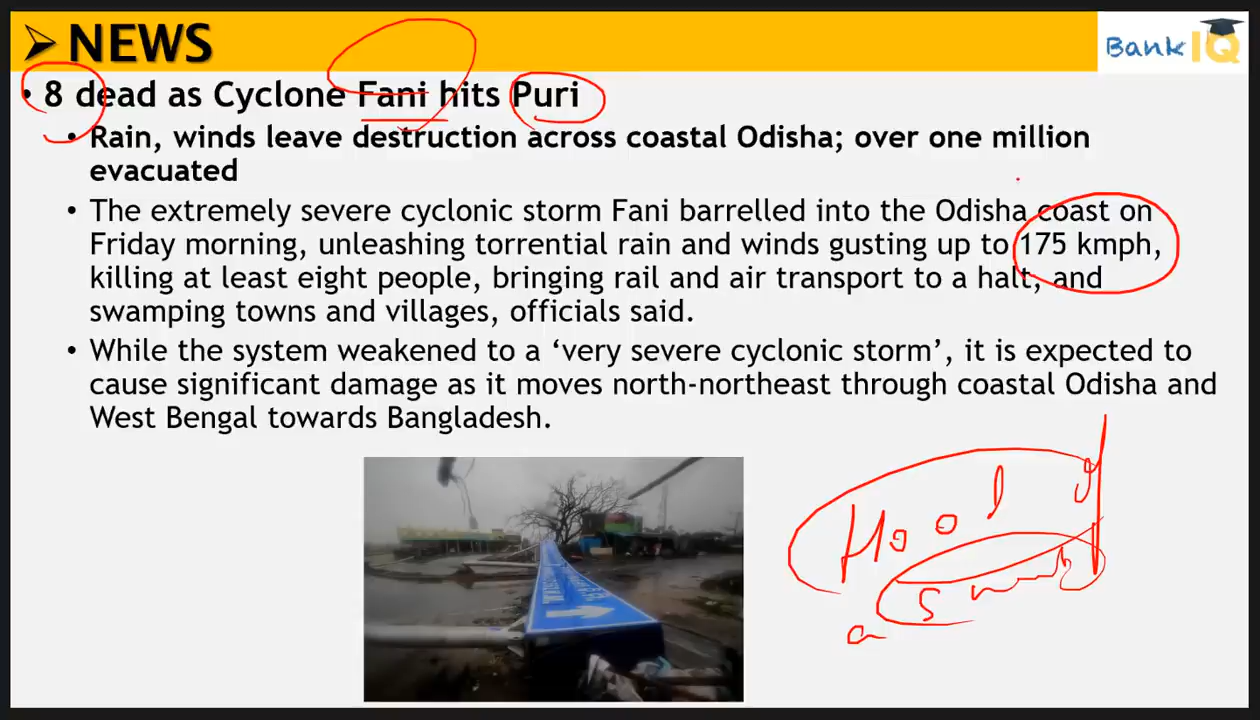 NEWS
Bank IQ
8 dead as Cyclone Fani hits Puri
Rain, winds leave destruction across coastal Odisha; over one million
evacuated
The extremely severe cyclonic storm Fani barrelled into the Odisha coast on
Friday morning, unleashing torrential rain and winds gusting up to 175 kmph,
killing at least eight people, bringing rail and air transport to a halt, and
swamping towns and villages, officials said.
While the system weakened to a ‘very severe cyclonic storm’, it is expected to
cause significant damage as it moves north-northeast through coastal Odisha and
West Bengal towards Bangladesh.